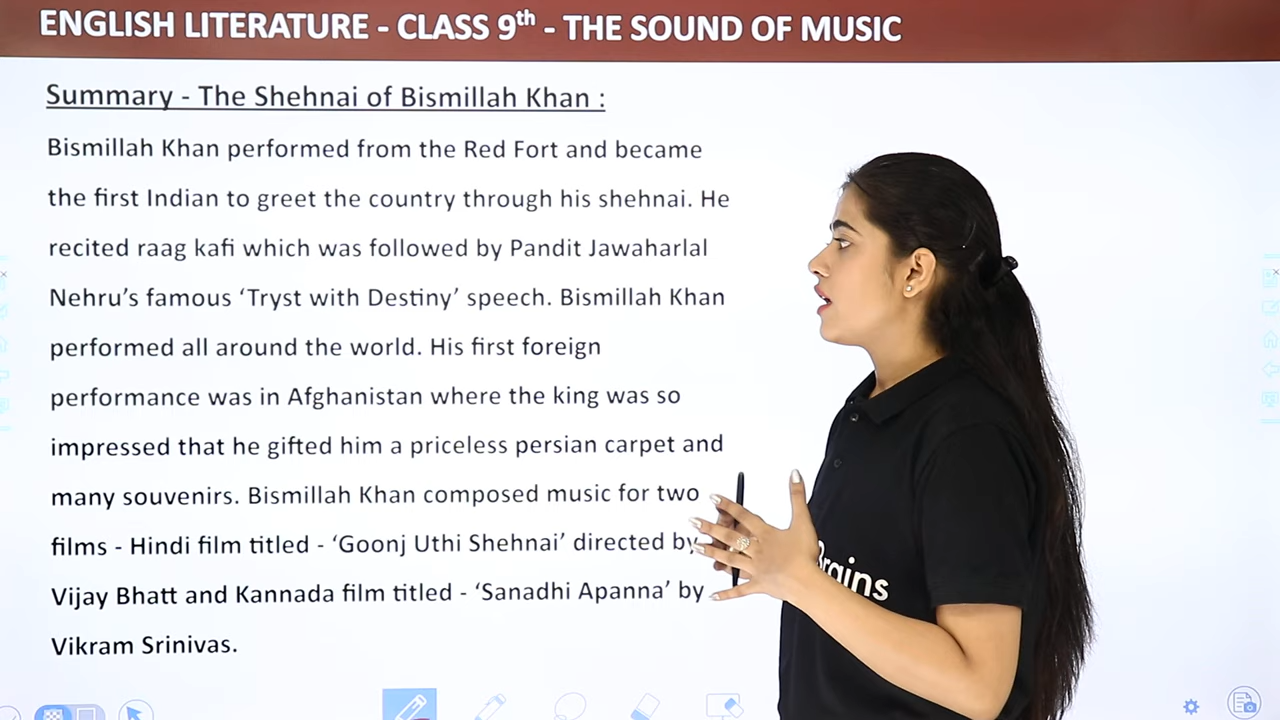 ENGLISH LITERATURE - CLASS 9th - THE SOUND OF MUSIC
Summary - The Shehnai of Bismillah Khan :
Bismillah Khan performed from the Red Fort and became
the first Indian to greet the country through his shehnai. He
recited raag kafi which was followed by Pandit Jawaharlal
Nehru's famous 'Tryst with Destiny' speech. Bismillah Khan
performed all around the world. His first foreign
performance was in Afghanistan where the king was so
impressed that he gifted him a priceless persian carpet and
many souvenirs. Bismillah Khan composed music for two
films - Hindi film titled - 'Goonj Uthi Shehnai' directed by
Vijay Bhatt and Kannada film titled - 'Sanadhi Apanna' by
Vikram Srinivas.